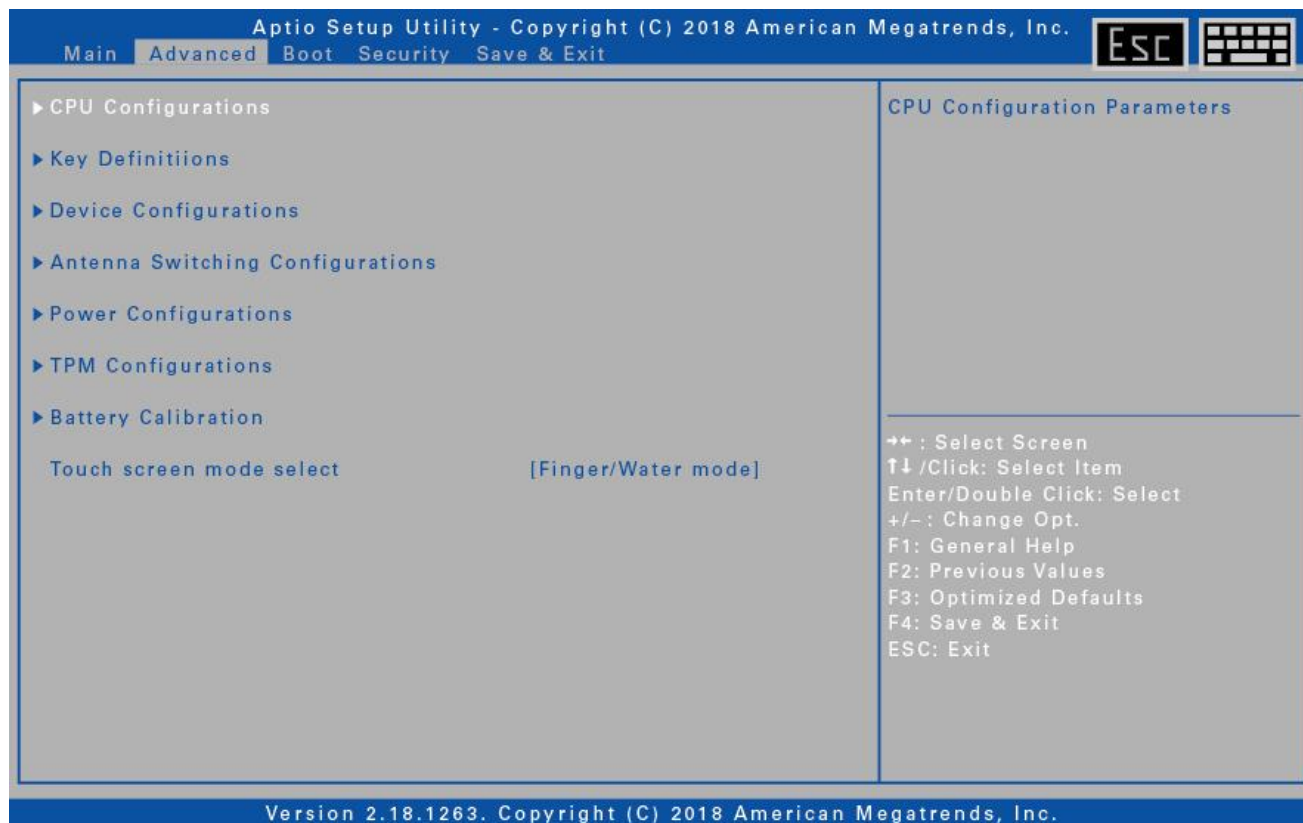 Aptio Setup Utility - Copyright (C) 2018 American Megatrends, Inc.
Main Advanced Boot Security Save & Exit
Esc
▶ CPU Configurations
▶ Key Definitiions
▶ Device Configurations
▶ Antenna Switching Configurations
▶ Power Configurations
▶ TPM Configurations
▶ Battery Calibration
Touch screen mode select [Finger/Water mode]
CPU Configuration Parameters
→← : Select Screen
↑↓ /Click: Select Item
Enter/Double Click: Select
+/– : Change Opt.
F1: General Help
F2: Previous Values
F3: Optimized Defaults
F4: Save & Exit
ESC: Exit
Version 2.18.1263. Copyright (C) 2018 American Megatrends, Inc.